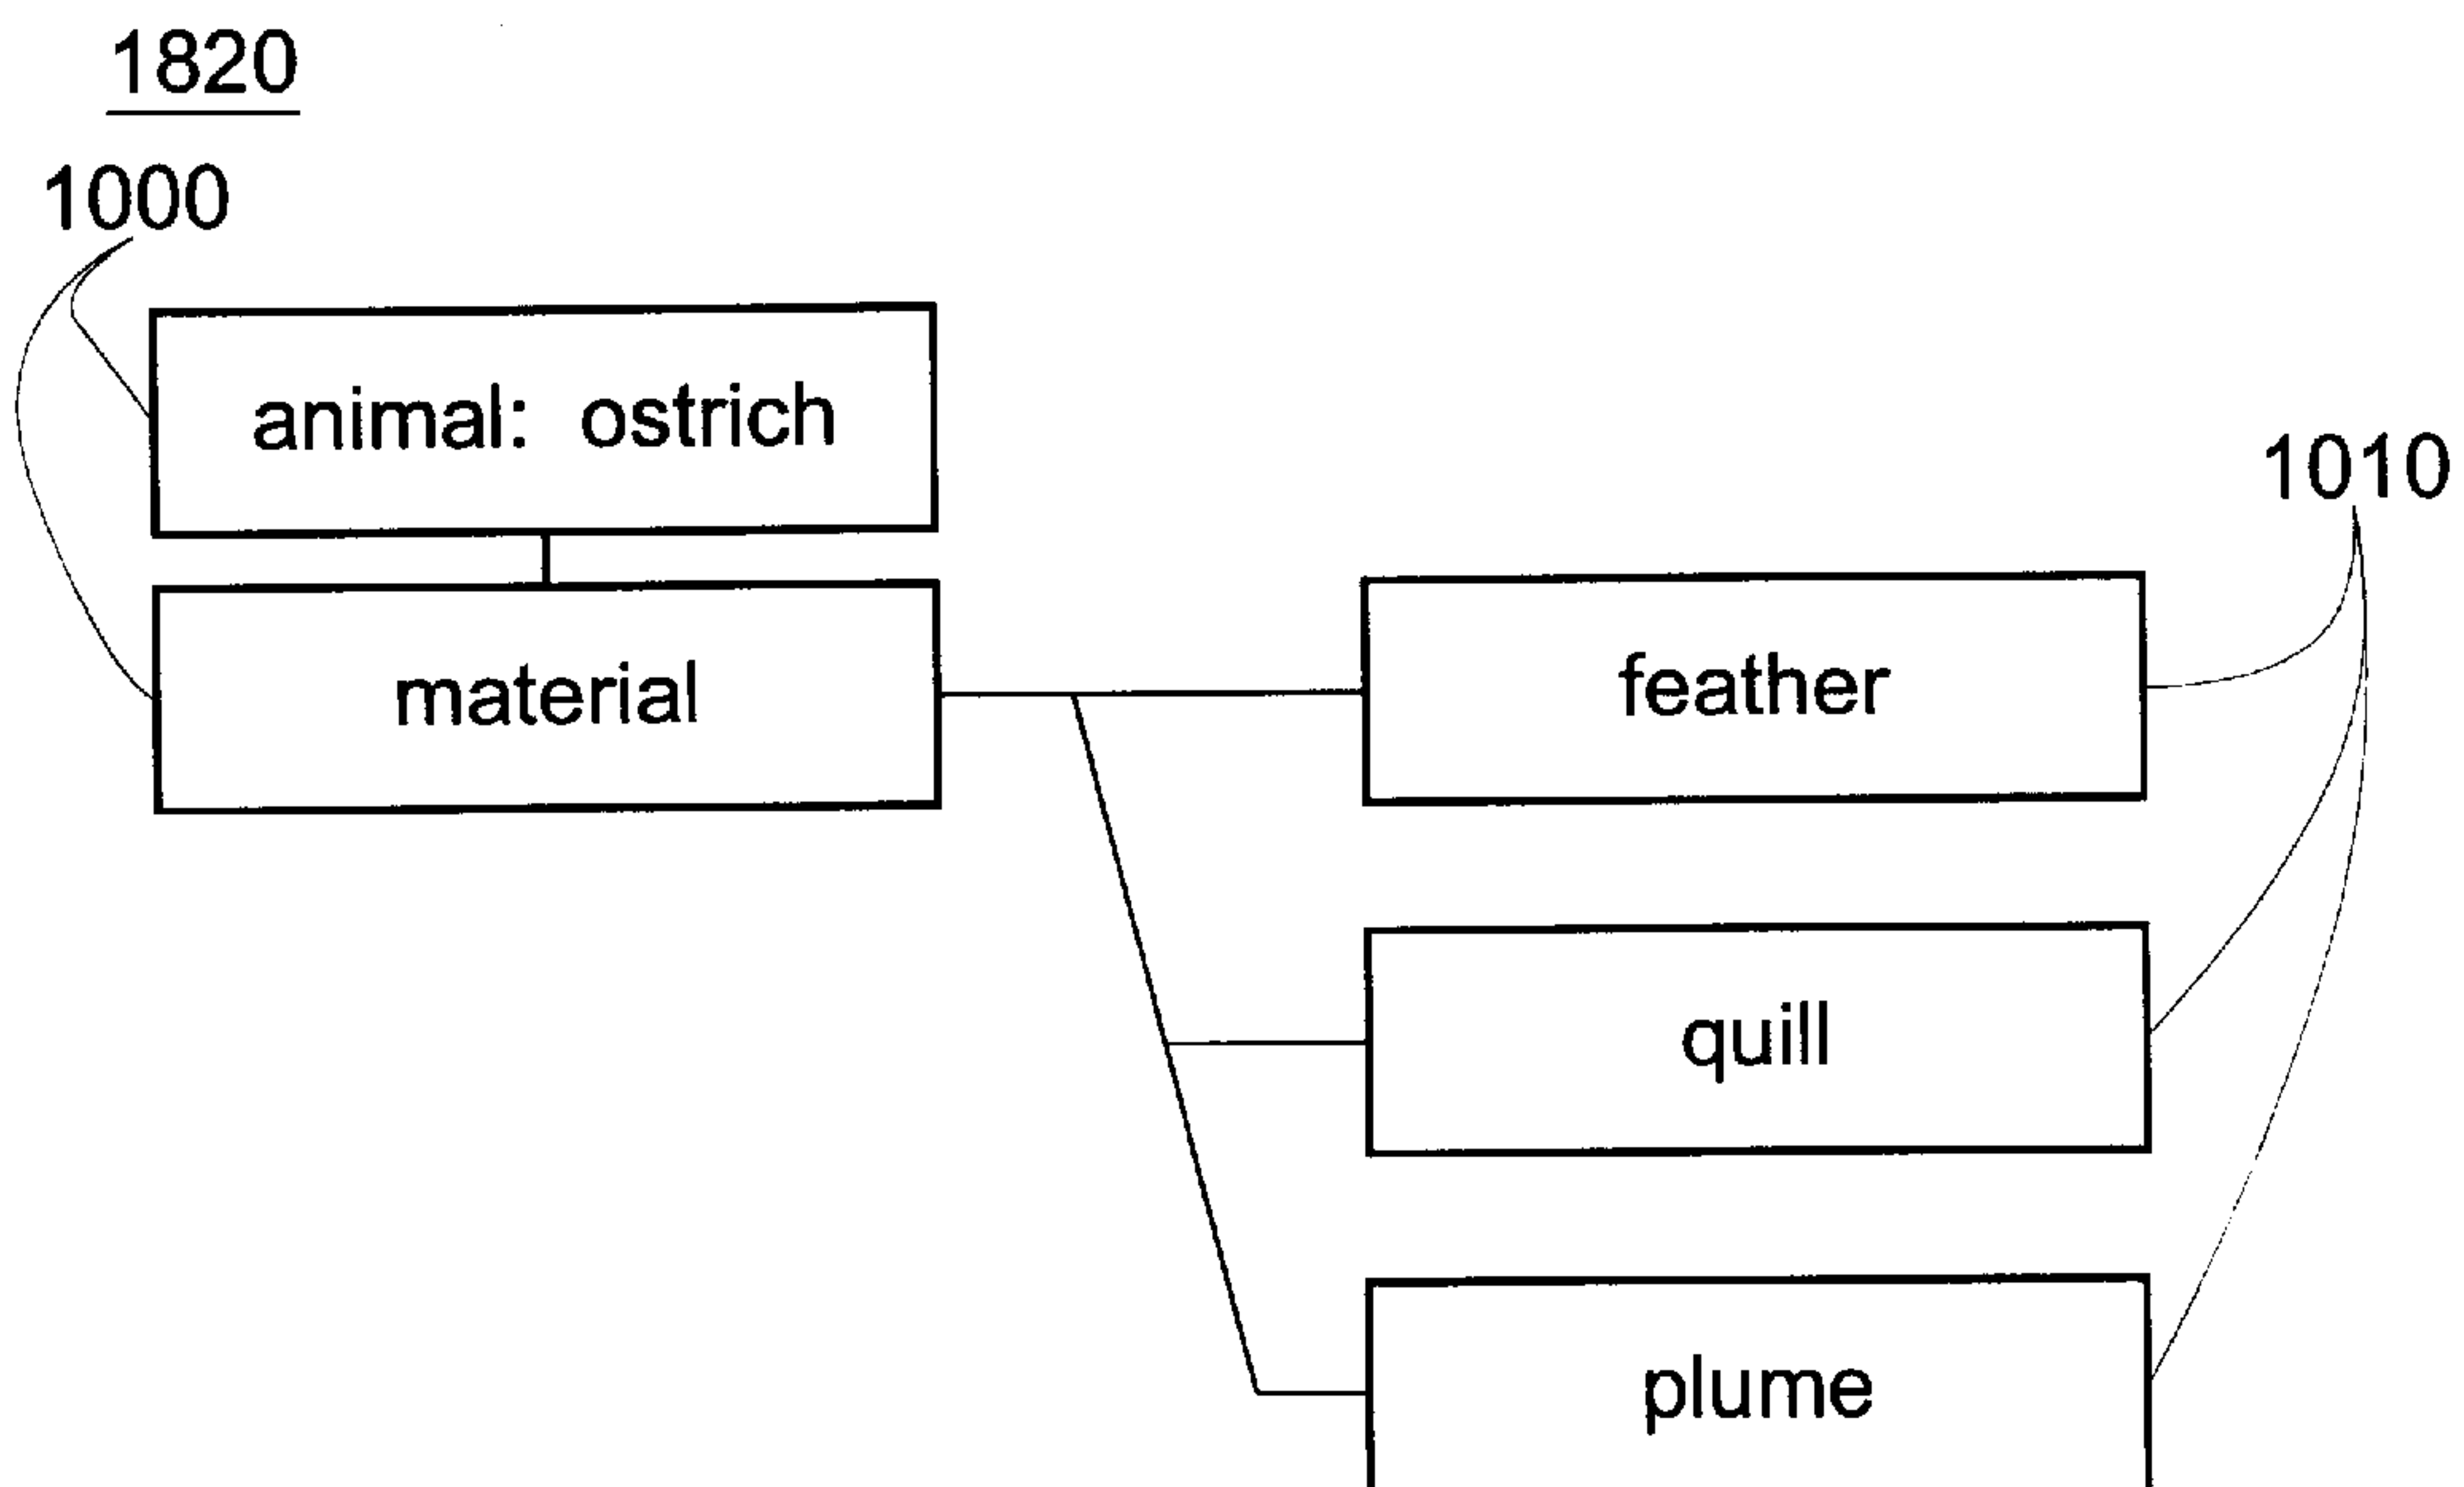 1820
1000
animal: ostrich
1010
material
feather
quill
plume